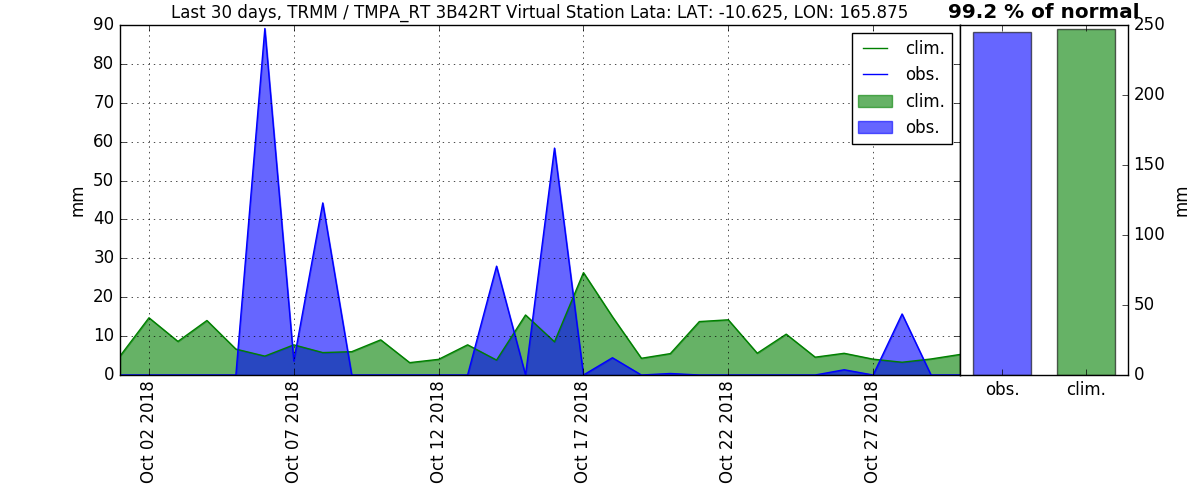 Last 30 days, TRMM / TMPA_RT 3B42RT Virtual Station Lata: LAT: -10.625, LON: 165.875
99.2 % of normal
90
80
70
60
50
40
30
20
10
0
mm
clim.
obs.
clim.
obs.
Oct 02 2018
Oct 07 2018
Oct 12 2018
Oct 17 2018
Oct 22 2018
Oct 27 2018
250
200
150
100
50
0
mm
obs.
clim.